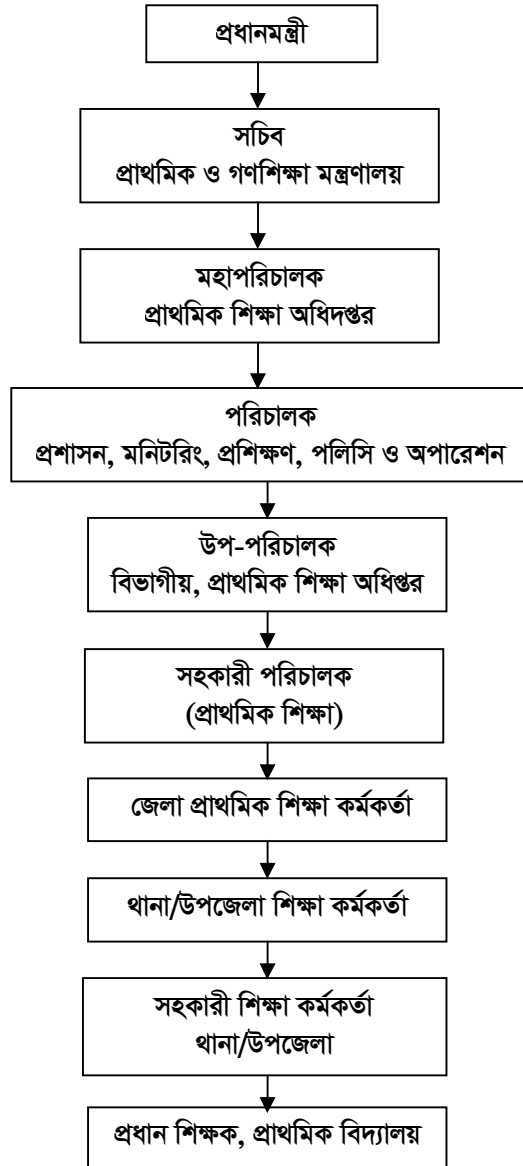 প্রধানমন্ত্রী
সচিব
প্রাথমিক ও গণশিক্ষা মন্ত্রণালয়
মহাপরিচালক
প্রাথমিক শিক্ষা অধিদপ্তর
পরিচালক
প্রশাসন, মনিটরিং, প্রশিক্ষণ, পলিসি ও অপারেশন
উপ-পরিচালক
বিভাগীয়, প্রাথমিক শিক্ষা অধিপ্তর
সহকারী পরিচালক
(প্রাথমিক শিক্ষা)
জেলা প্রাথমিক শিক্ষা কর্মকর্তা
থানা/উপজেলা শিক্ষা কর্মকর্তা
সহকারী শিক্ষা কর্মকর্তা
থানা/উপজেলা
প্রধান শিক্ষক, প্রাথমিক বিদ্যালয়